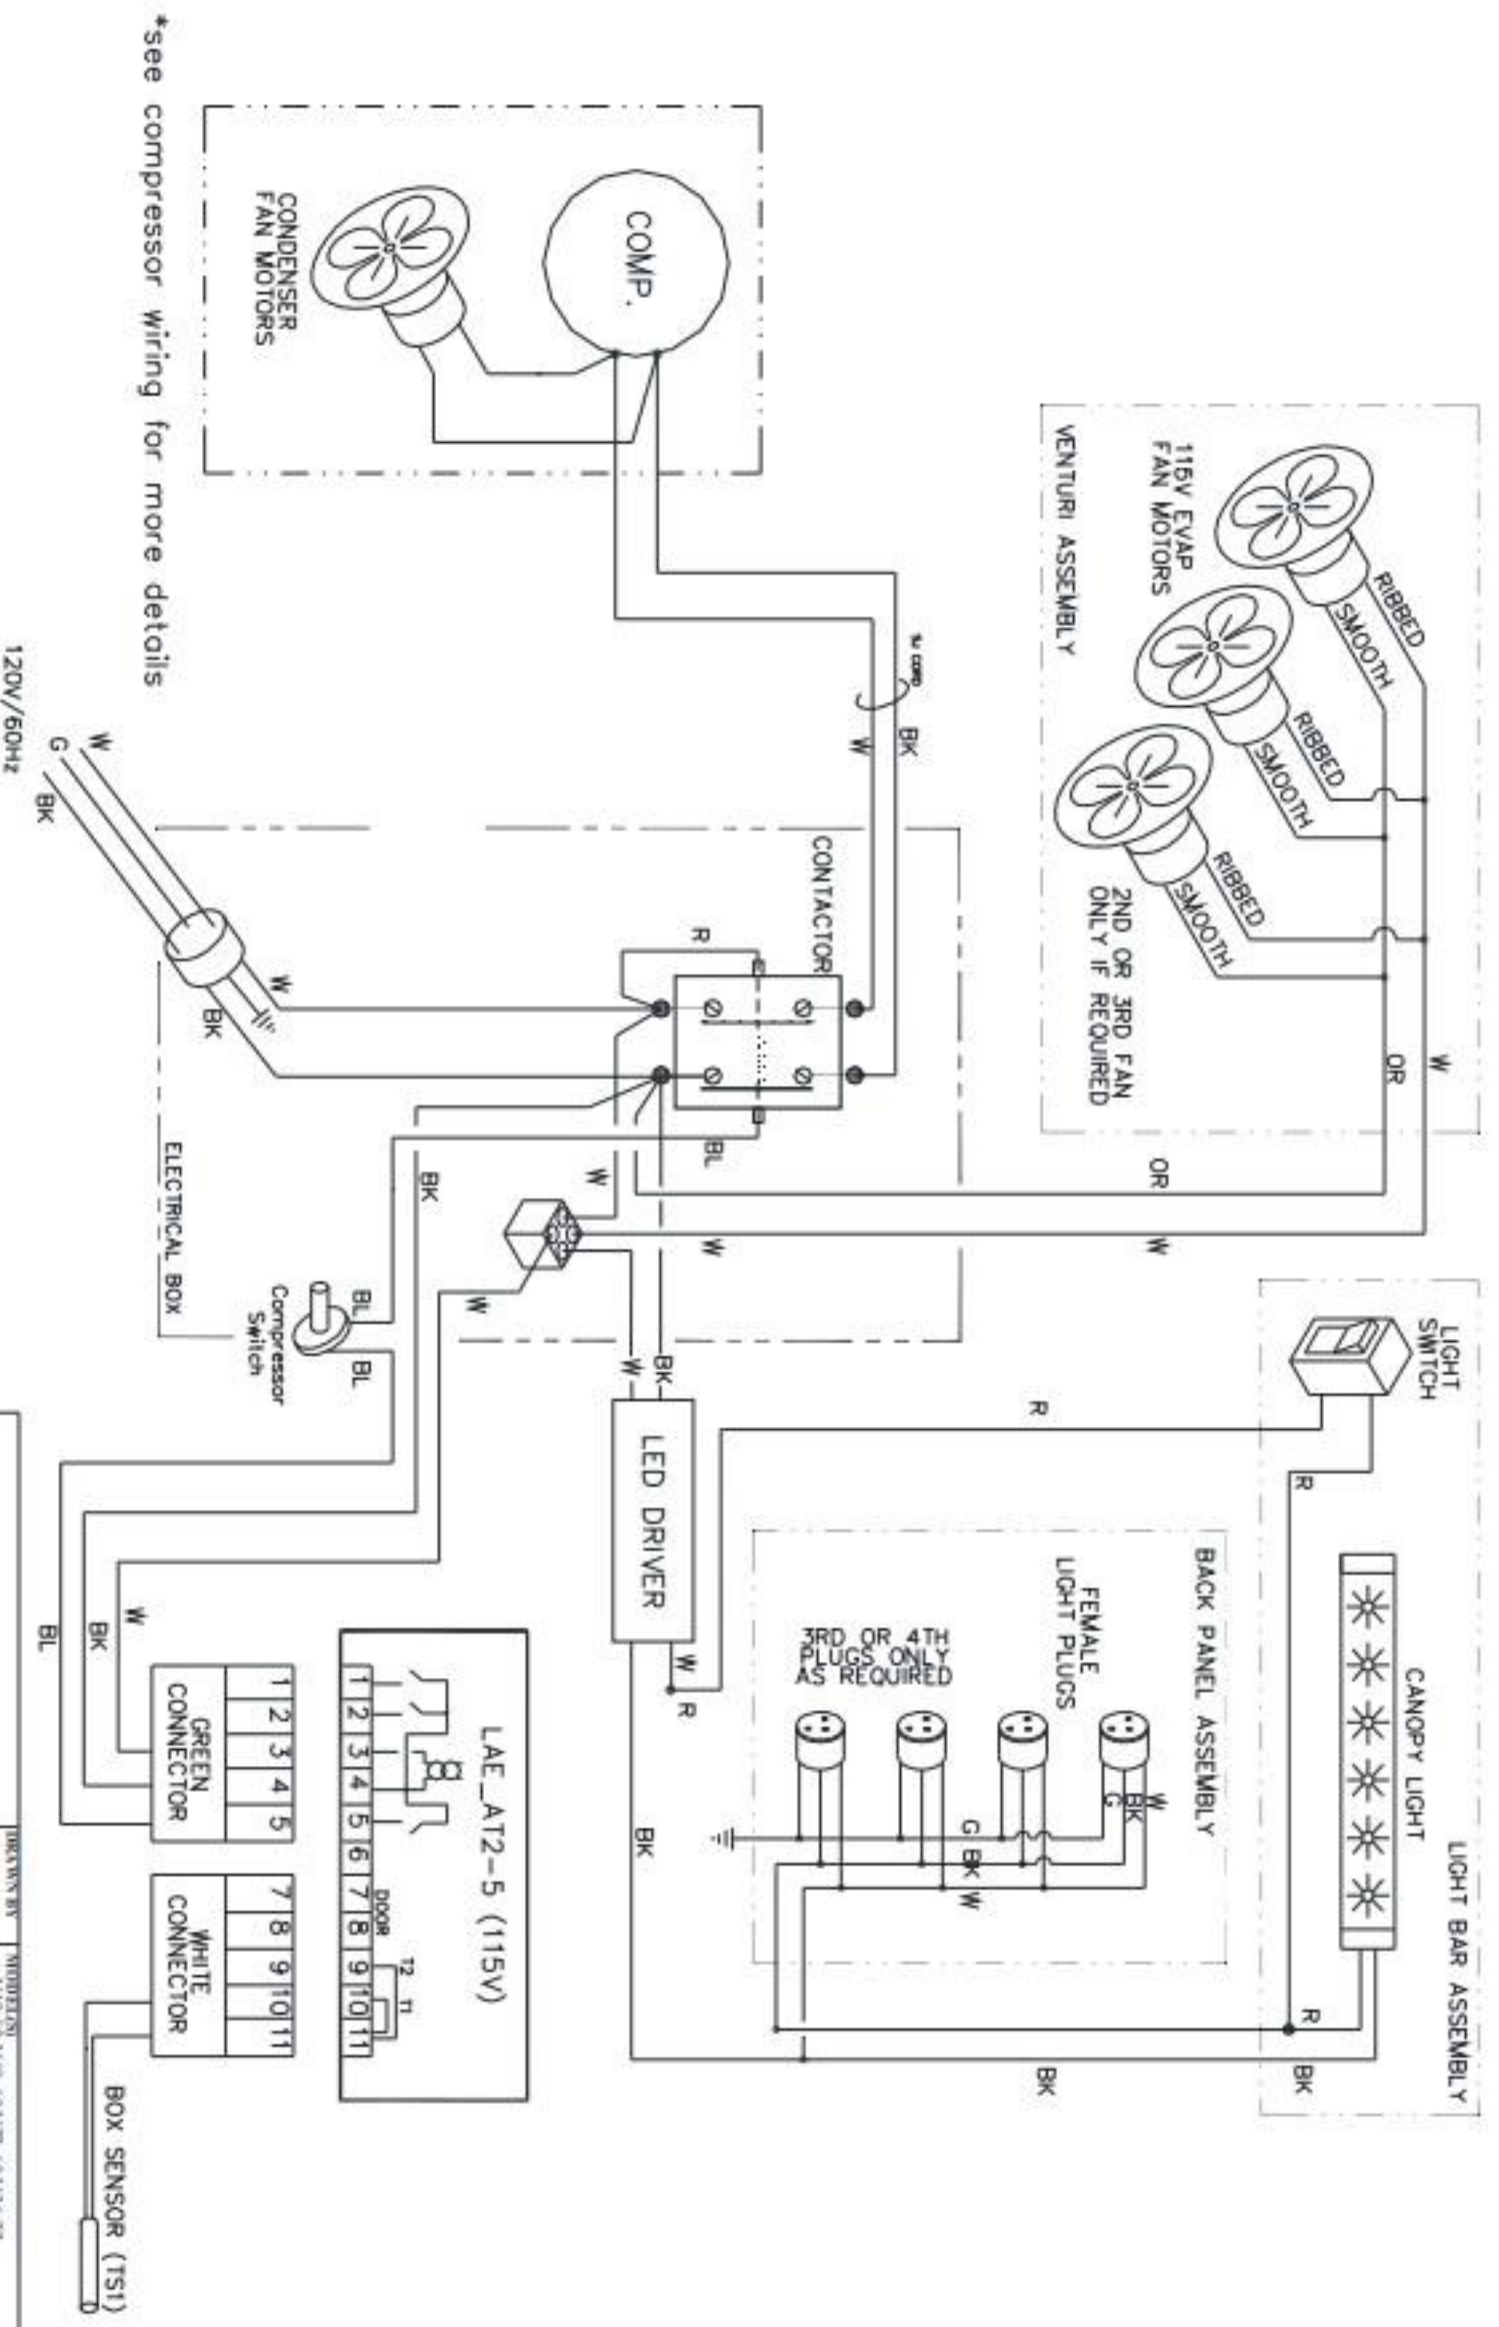 VENTURI ASSEMBLY
115V EVAP
FAN MOTORS
RIBBED
SMOOTH
RIBBED
SMOOTH
RIBBED
SMOOTH
2ND OR 3RD FAN
ONLY IF REQUIRED
W
OR
OR
W
LIGHT
SWITCH
R
R
CANOPY LIGHT
LIGHT BAR ASSEMBLY
R
BK
BK
BACK PANEL ASSEMBLY
FEMALE
LIGHT PLUGS
3RD OR 4TH
PLUGS ONLY
AS REQUIRED
W
BK
G
G
BK
W
COMP.
CONDENSER
FAN MOTORS
*see compressor wiring for more details
SJ CORD
BK
W
CONTACTOR
R
BL
W
W
W
BK
ELECTRICAL BOX
W
BK
W
G
BK
120V/60Hz
BK
W
LED DRIVER
W
R
BK
BL
BL
Compressor
Switch
LAE_AT2-5 (115V)
1 2 3 4 5 6 7 8 9 10 11
DOOR
T2
T1
W
BK
BL
1 2 3 4 5
GREEN
CONNECTOR
7 8 9 10 11
WHITE
CONNECTOR
BOX SENSOR (TS1)
DRAWN BY
MODEL(S)